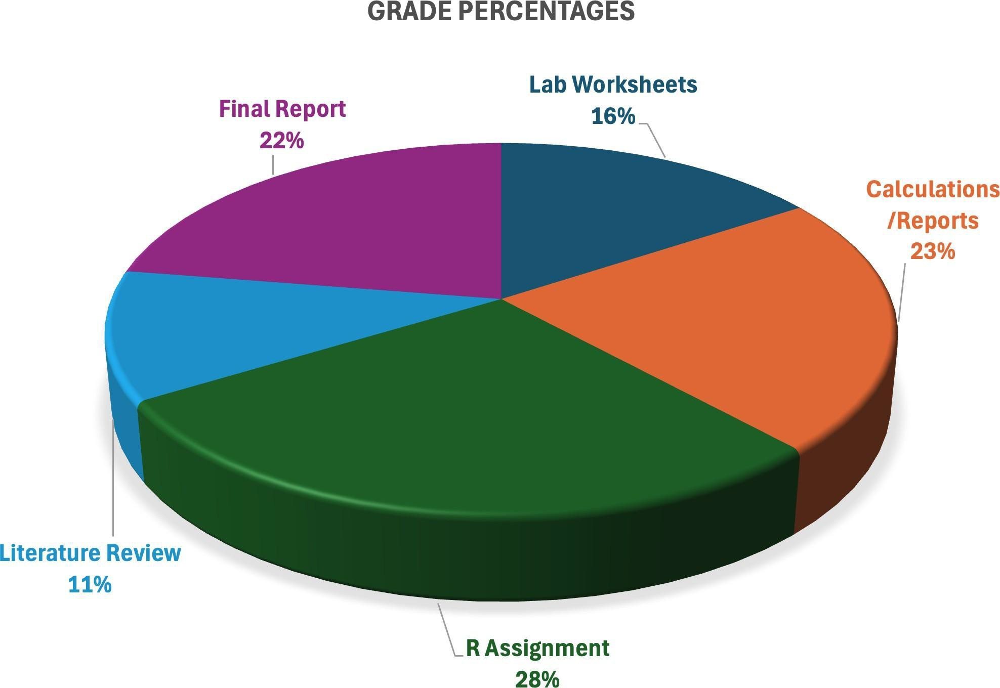 GRADE PERCENTAGES
Lab Worksheets
16%
Final Report
22%
Calculations
/Reports
23%
Literature Review
11%
R Assignment
28%